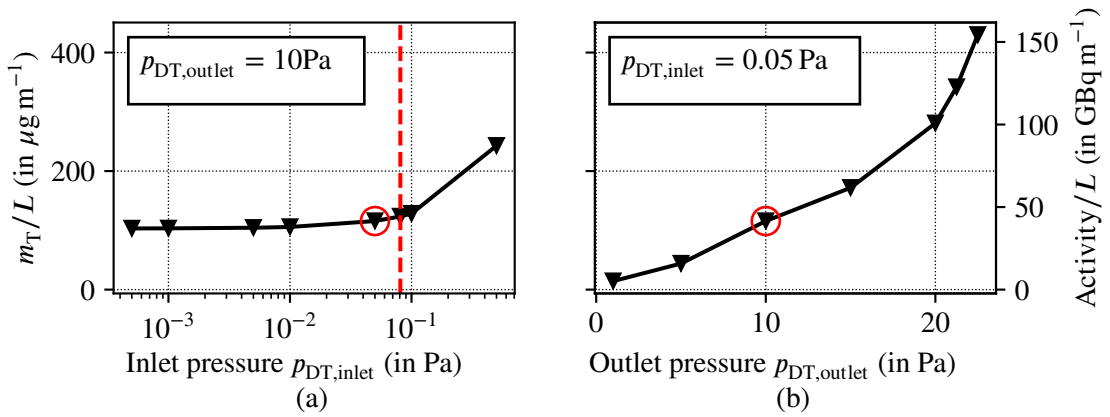 p_DT,outlet = 10Pa
400
200
0
m_T/L (in μg m⁻¹)
10⁻³ 10⁻² 10⁻¹
Inlet pressure p_DT,inlet (in Pa)
(a)
p_DT,inlet = 0.05 Pa
150
100
50
0
Activity/L (in GBq m⁻¹)
0 10 20
Outlet pressure p_DT,outlet (in Pa)
(b)